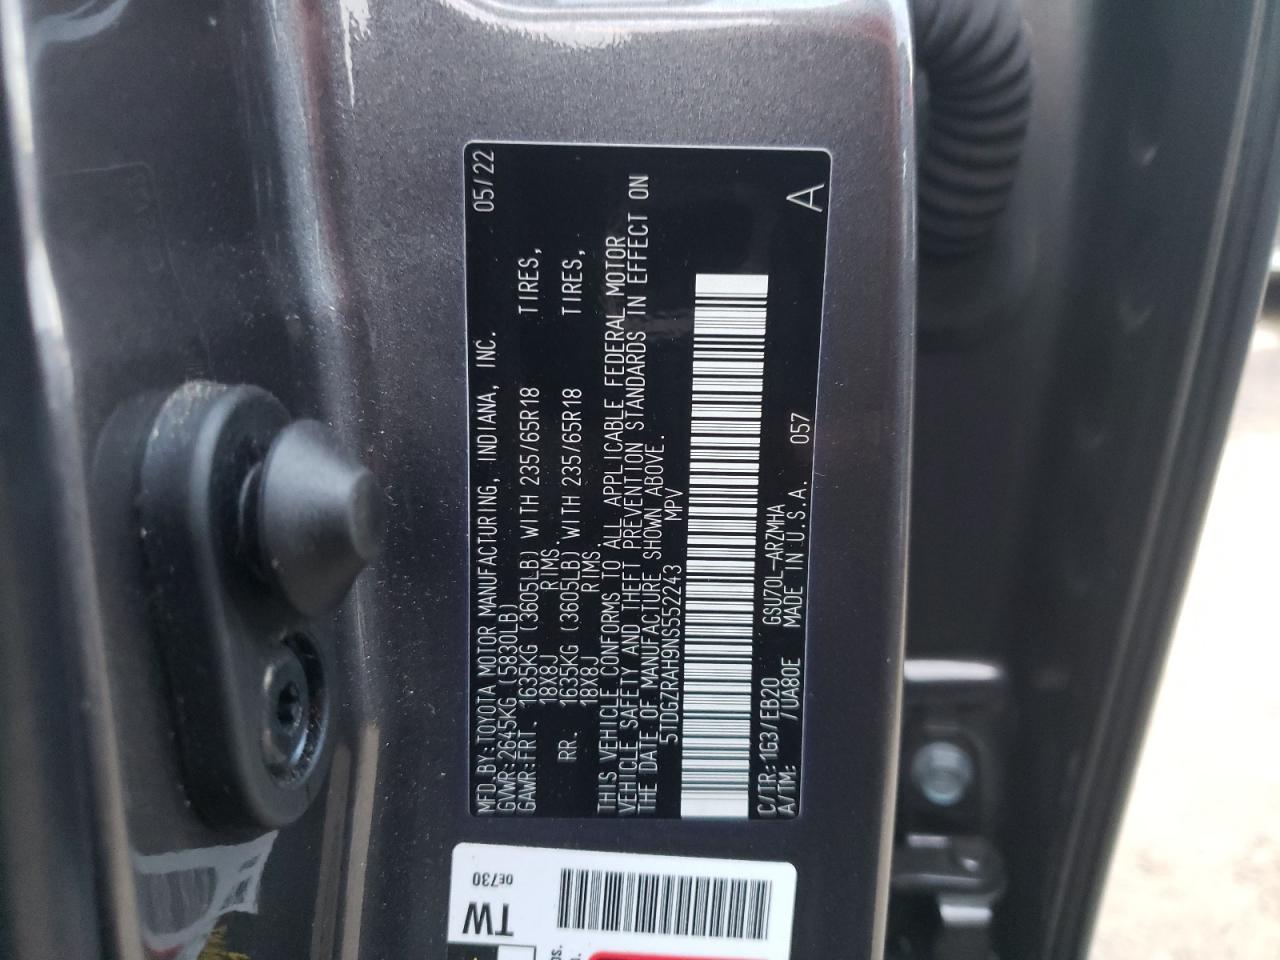 MFD.BY:TOYOTA MOTOR MANUFACTURING, INDIANA, INC. 05/22
GVWR:2645KG (5830LB)
GAWR:FRT. 1635KG (3605LB) WITH 235/65R18 TIRES,
18X8J RIMS.
RR. 1635KG (3605LB) WITH 235/65R18 TIRES,
18X8J RIMS.
THIS VEHICLE CONFORMS TO ALL APPLICABLE FEDERAL MOTOR
VEHICLE SAFETY AND THEFT PREVENTION STANDARDS IN EFFECT ON
THE DATE OF MANUFACTURE SHOWN ABOVE.
5TDGZRAH9NS552243 MPV
C/TR:1G3/EB20 GSU70L-ARZMHA
A/TM: /UA80E MADE IN U.S.A. 057 A
0E730
TW